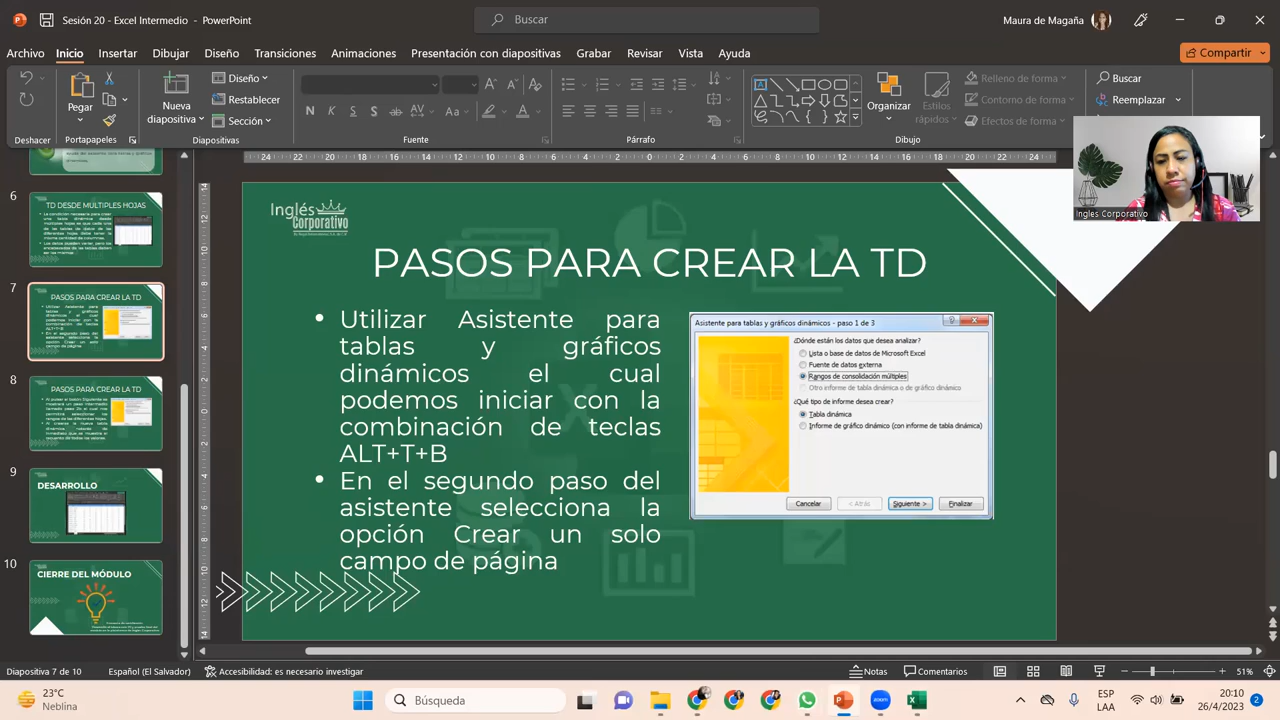 Sesión 20 - Excel Intermedio - PowerPoint
Buscar
Maura de Magaña
Archivo Inicio Insertar Dibujar Diseño Transiciones Animaciones Presentación con diapositivas Grabar Revisar Vista Ayuda
Compartir
Pegar
Nueva diapositiva
Diseño
Restablecer
Sección
N K S S AV Aa A
Organizar
Estilos rápidos
Relleno de forma
Contorno de forma
Efectos de forma
Buscar
Reemplazar
Deshacer Portapapeles Diapositivas Fuente Párrafo Dibujo
Inglés Corporativo
6
TD DESDE MULTIPLES HOJAS
7
PASOS PARA CREAR LA TD
8
PASOS PARA CREAR LA TD
9
DESARROLLO
10
CIERRE DEL MÓDULO
Inglés
Corporativo
PASOS PARA CREAR LA TD
• Utilizar Asistente para
tablas y gráficos
dinámicos el cual
podemos iniciar con la
combinación de teclas
ALT+T+B
• En el segundo paso del
asistente selecciona la
opción Crear un solo
campo de página
Asistente para tablas y gráficos dinámicos - paso 1 de 3
¿Dónde están los datos que desea analizar?
Lista o base de datos de Microsoft Excel
Fuente de datos externa
Rangos de consolidación múltiples
Otro informe de tabla dinámica o de gráfico dinámico
¿Qué tipo de informe desea crear?
Tabla dinámica
Informe de gráfico dinámico (con informe de tabla dinámica)
Cancelar < Atrás Siguiente > Finalizar
Diapositiva 7 de 10
Español (El Salvador)
Accesibilidad: es necesario investigar
Notas
Comentarios
51%
23°C
Neblina
Búsqueda
ESP
LAA
20:10
26/4/2023
2